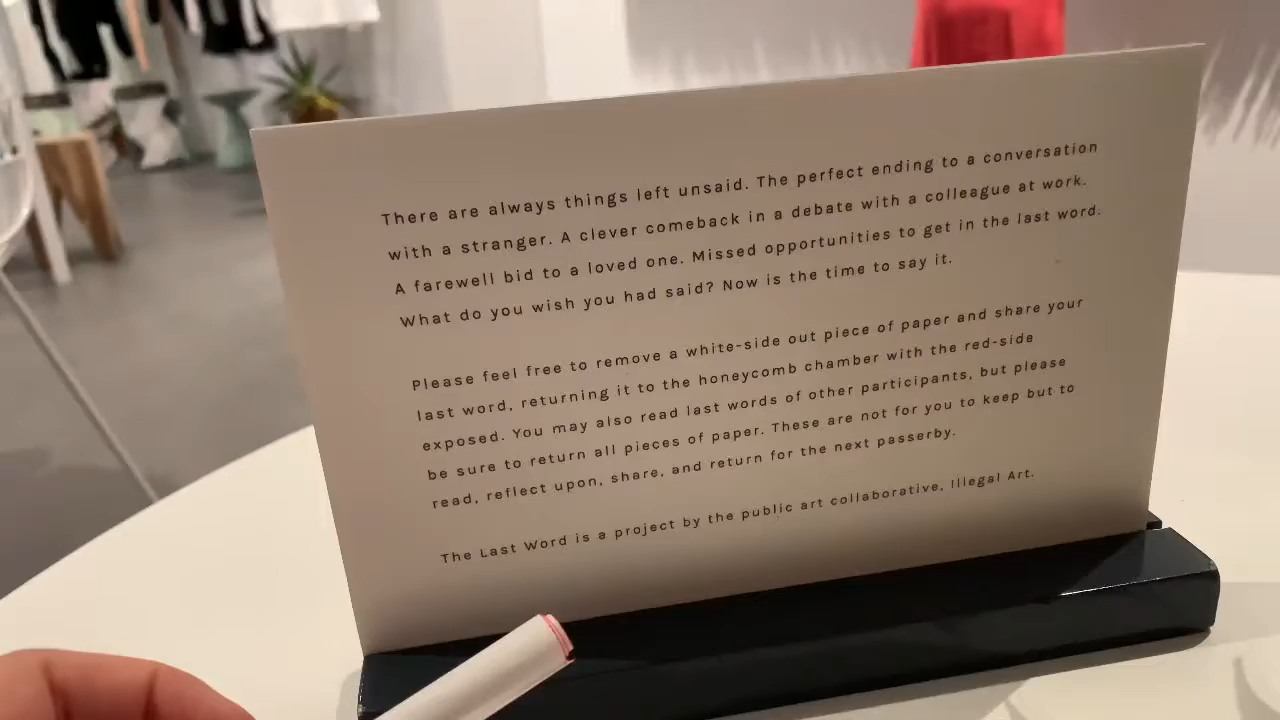 There are always things left unsaid. The perfect ending to a conversation
with a stranger. A clever comeback in a debate with a colleague at work.
A farewell bid to a loved one. Missed opportunities to get in the last word.
What do you wish you had said? Now is the time to say it.
Please feel free to remove a white-side out piece of paper and share your
last word, returning it to the honeycomb chamber with the red-side
exposed. You may also read last words of other participants, but please
be sure to return all pieces of paper. These are not for you to keep but to
read, reflect upon, share, and return for the next passerby.
The Last Word is a project by the public art collaborative, Illegal Art.